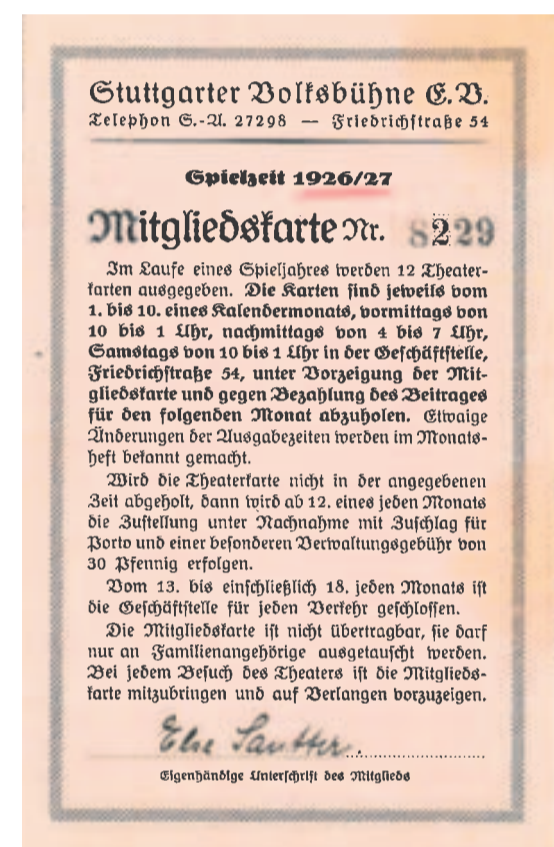 Stuttgarter Volksbühne E. V.
Telephon S.-A. 27298 — Friedrichstraße 54
Spielzeit 1926/27
Mitgliedskarte Nr. 8229
Im Laufe eines Spieljahres werden 12 Theater-
karten ausgegeben. Die Karten sind jeweils vom
1. bis 10. eines Kalendermonats, vormittags von
10 bis 1 Uhr, nachmittags von 4 bis 7 Uhr,
Samstags von 10 bis 1 Uhr in der Geschäftstelle,
Friedrichstraße 54, unter Vorzeigung der Mit-
gliedskarte und gegen Bezahlung des Beitrages
für den folgenden Monat abzuholen. Etwaige
Änderungen der Ausgabezeiten werden im Monats-
heft bekannt gemacht.
Wird die Theaterkarte nicht in der angegebenen
Zeit abgeholt, dann wird ab 12. eines jeden Monats
die Zustellung unter Nachnahme mit Zuschlag für
Porto und einer besonderen Verwaltungsgebühr von
30 Pfennig erfolgen.
Vom 13. bis einschließlich 18. jeden Monats ist
die Geschäftstelle für jeden Verkehr geschlossen.
Die Mitgliedskarte ist nicht übertragbar, sie darf
nur an Familienangehörige ausgetauscht werden.
Bei jedem Besuch des Theaters ist die Mitglieds-
karte mitzubringen und auf Verlangen vorzuzeigen.
Else Sautter.
Eigenhändige Unterschrift des Mitglieds